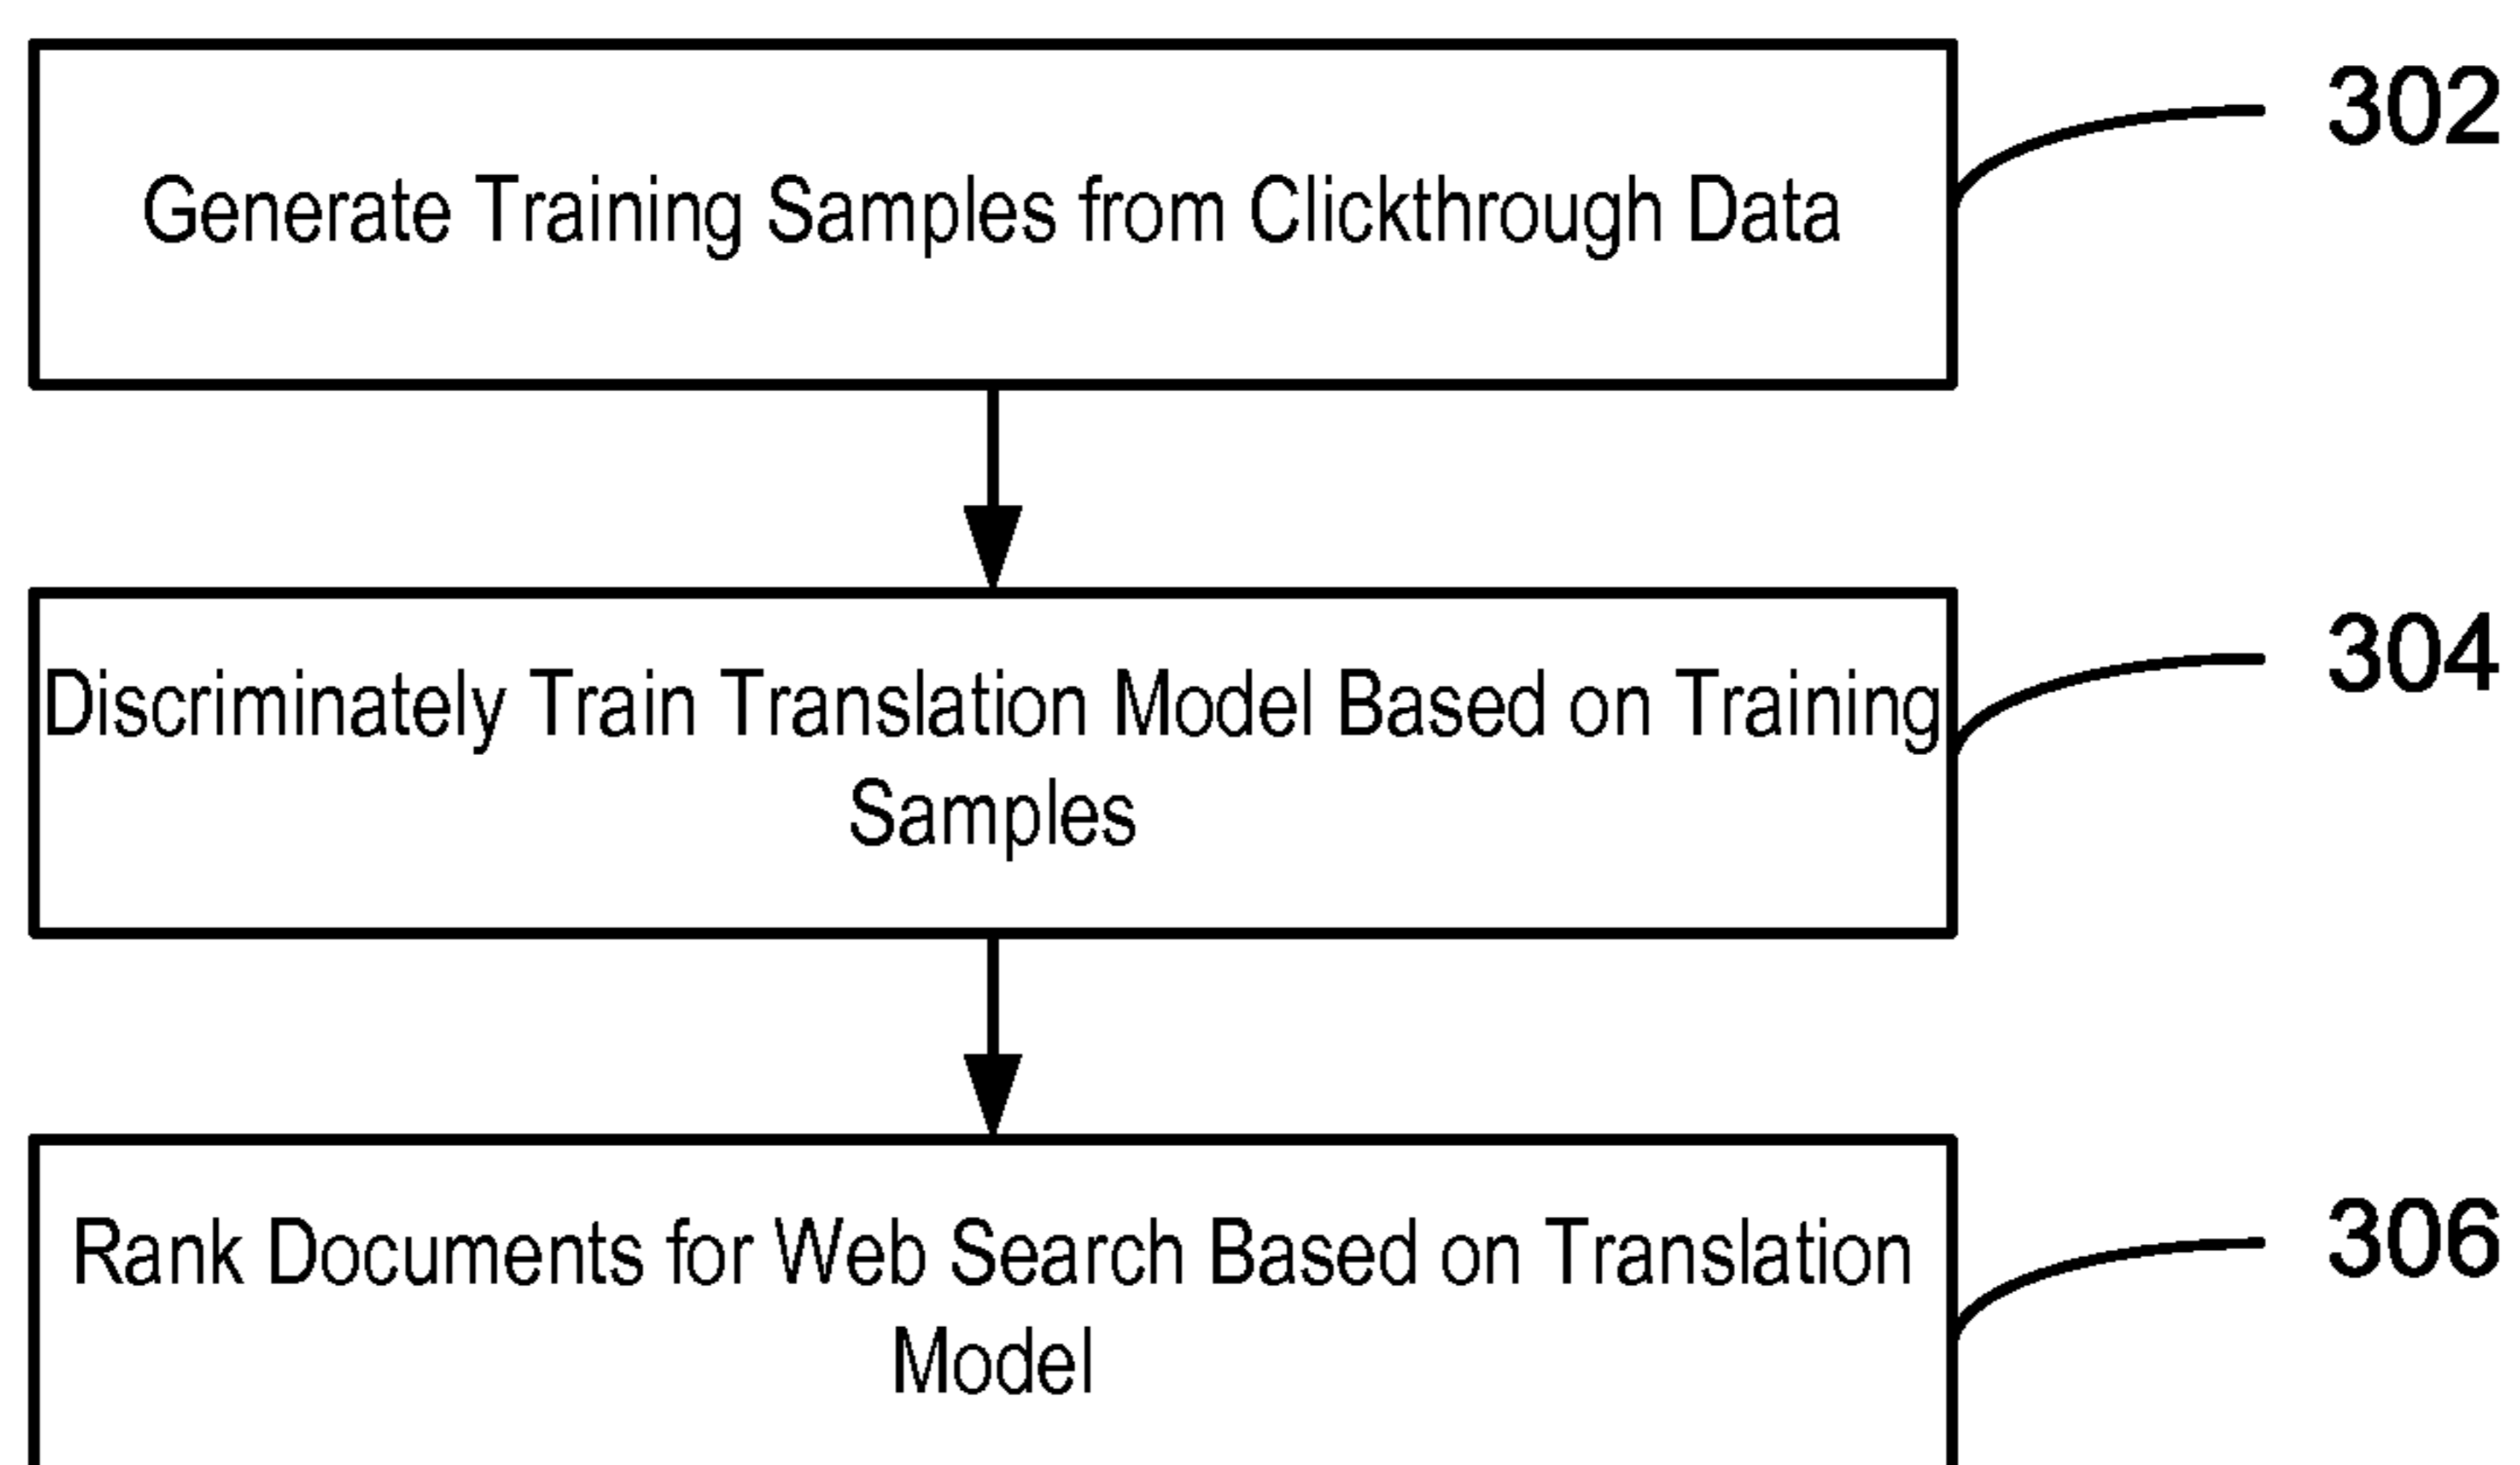 302
Generate Training Samples from Clickthrough Data
304
Discriminately Train Translation Model Based on Training
Samples
306
Rank Documents for Web Search Based on Translation
Model